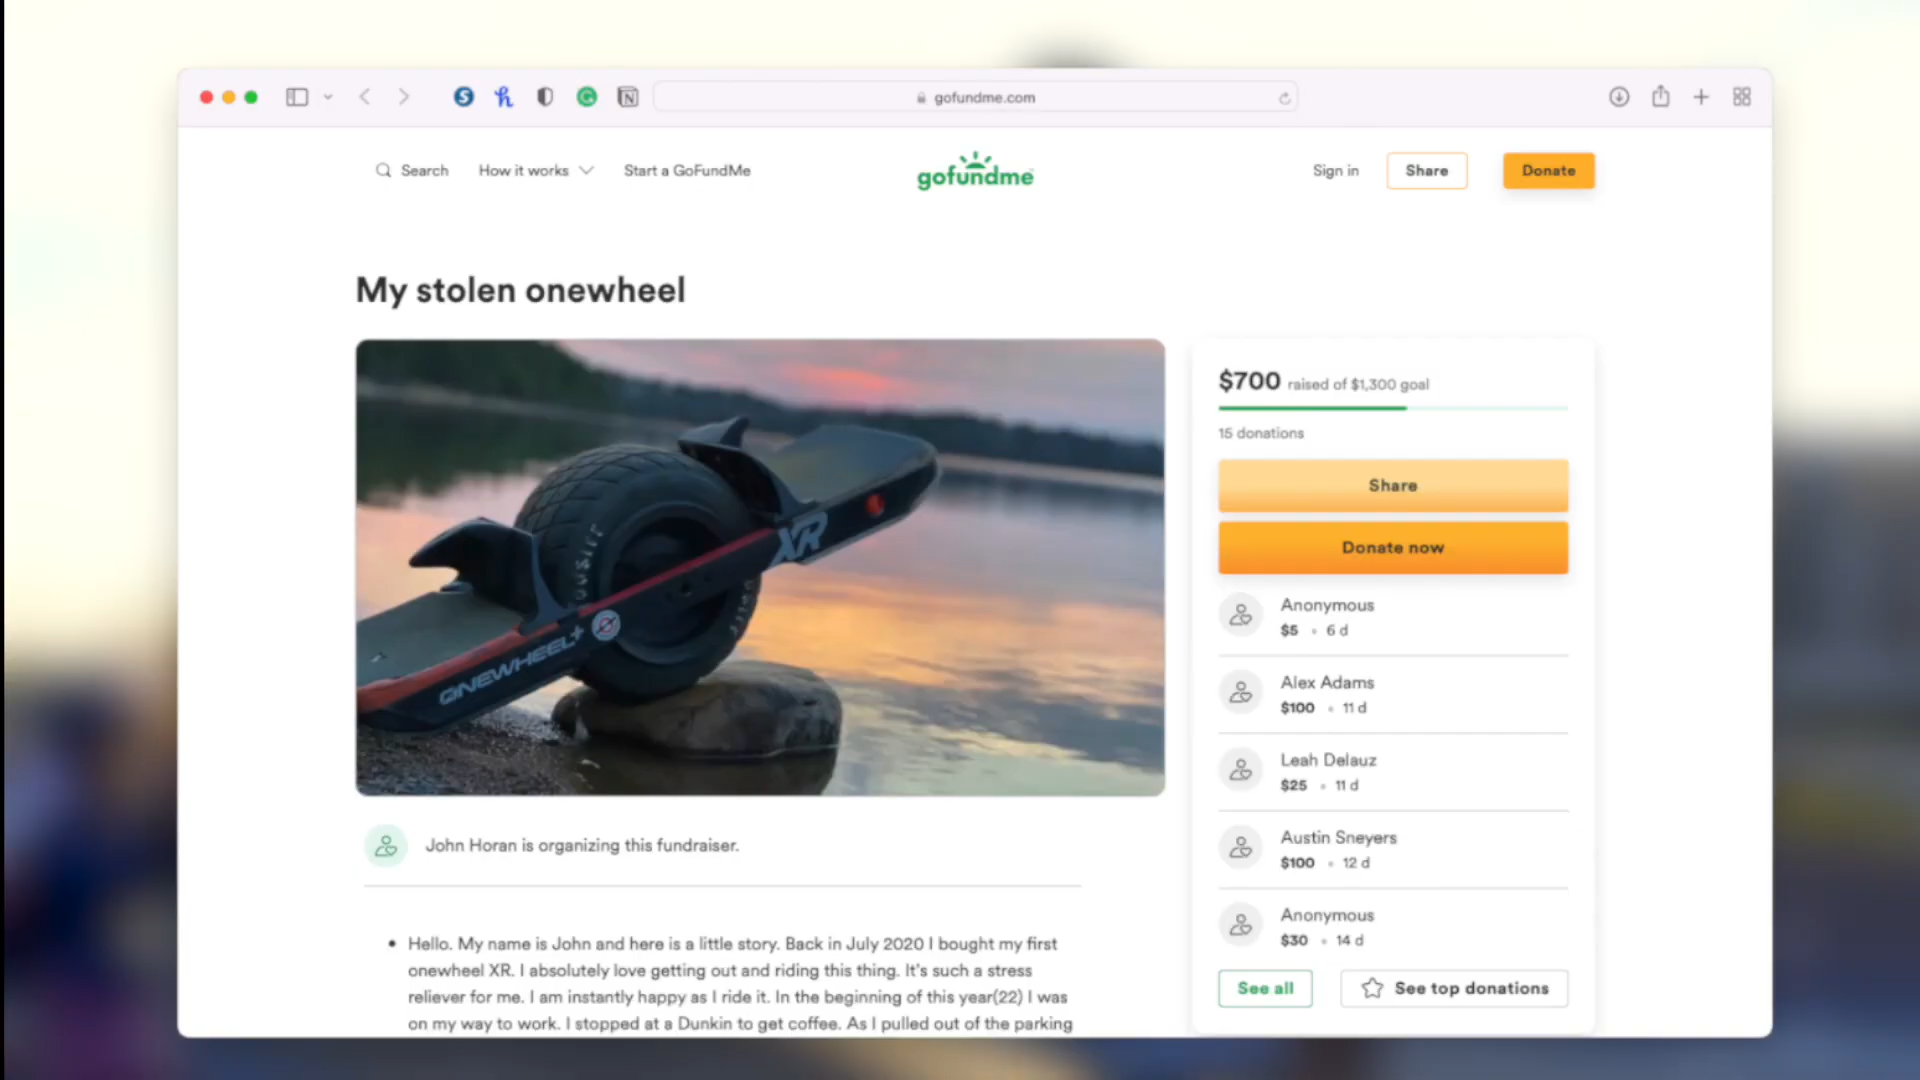 gofundme.com
Search
How it works
Start a GoFundMe
gofundme
Sign in
Share
Donate
My stolen onewheel
XR
ONEWHEEL+
$700 raised of $1,300 goal
15 donations
Share
Donate now
Anonymous
$5 • 6 d
Alex Adams
$100 • 11 d
Leah Delauz
$25 • 11 d
Austin Sneyers
$100 • 12 d
Anonymous
$30 • 14 d
See all
See top donations
John Horan is organizing this fundraiser.
• Hello. My name is John and here is a little story. Back in July 2020 I bought my first
onewheel XR. I absolutely love getting out and riding this thing. It's such a stress
reliever for me. I am instantly happy as I ride it. In the beginning of this year(22) I was
on my way to work. I stopped at a Dunkin to get coffee. As I pulled out of the parking